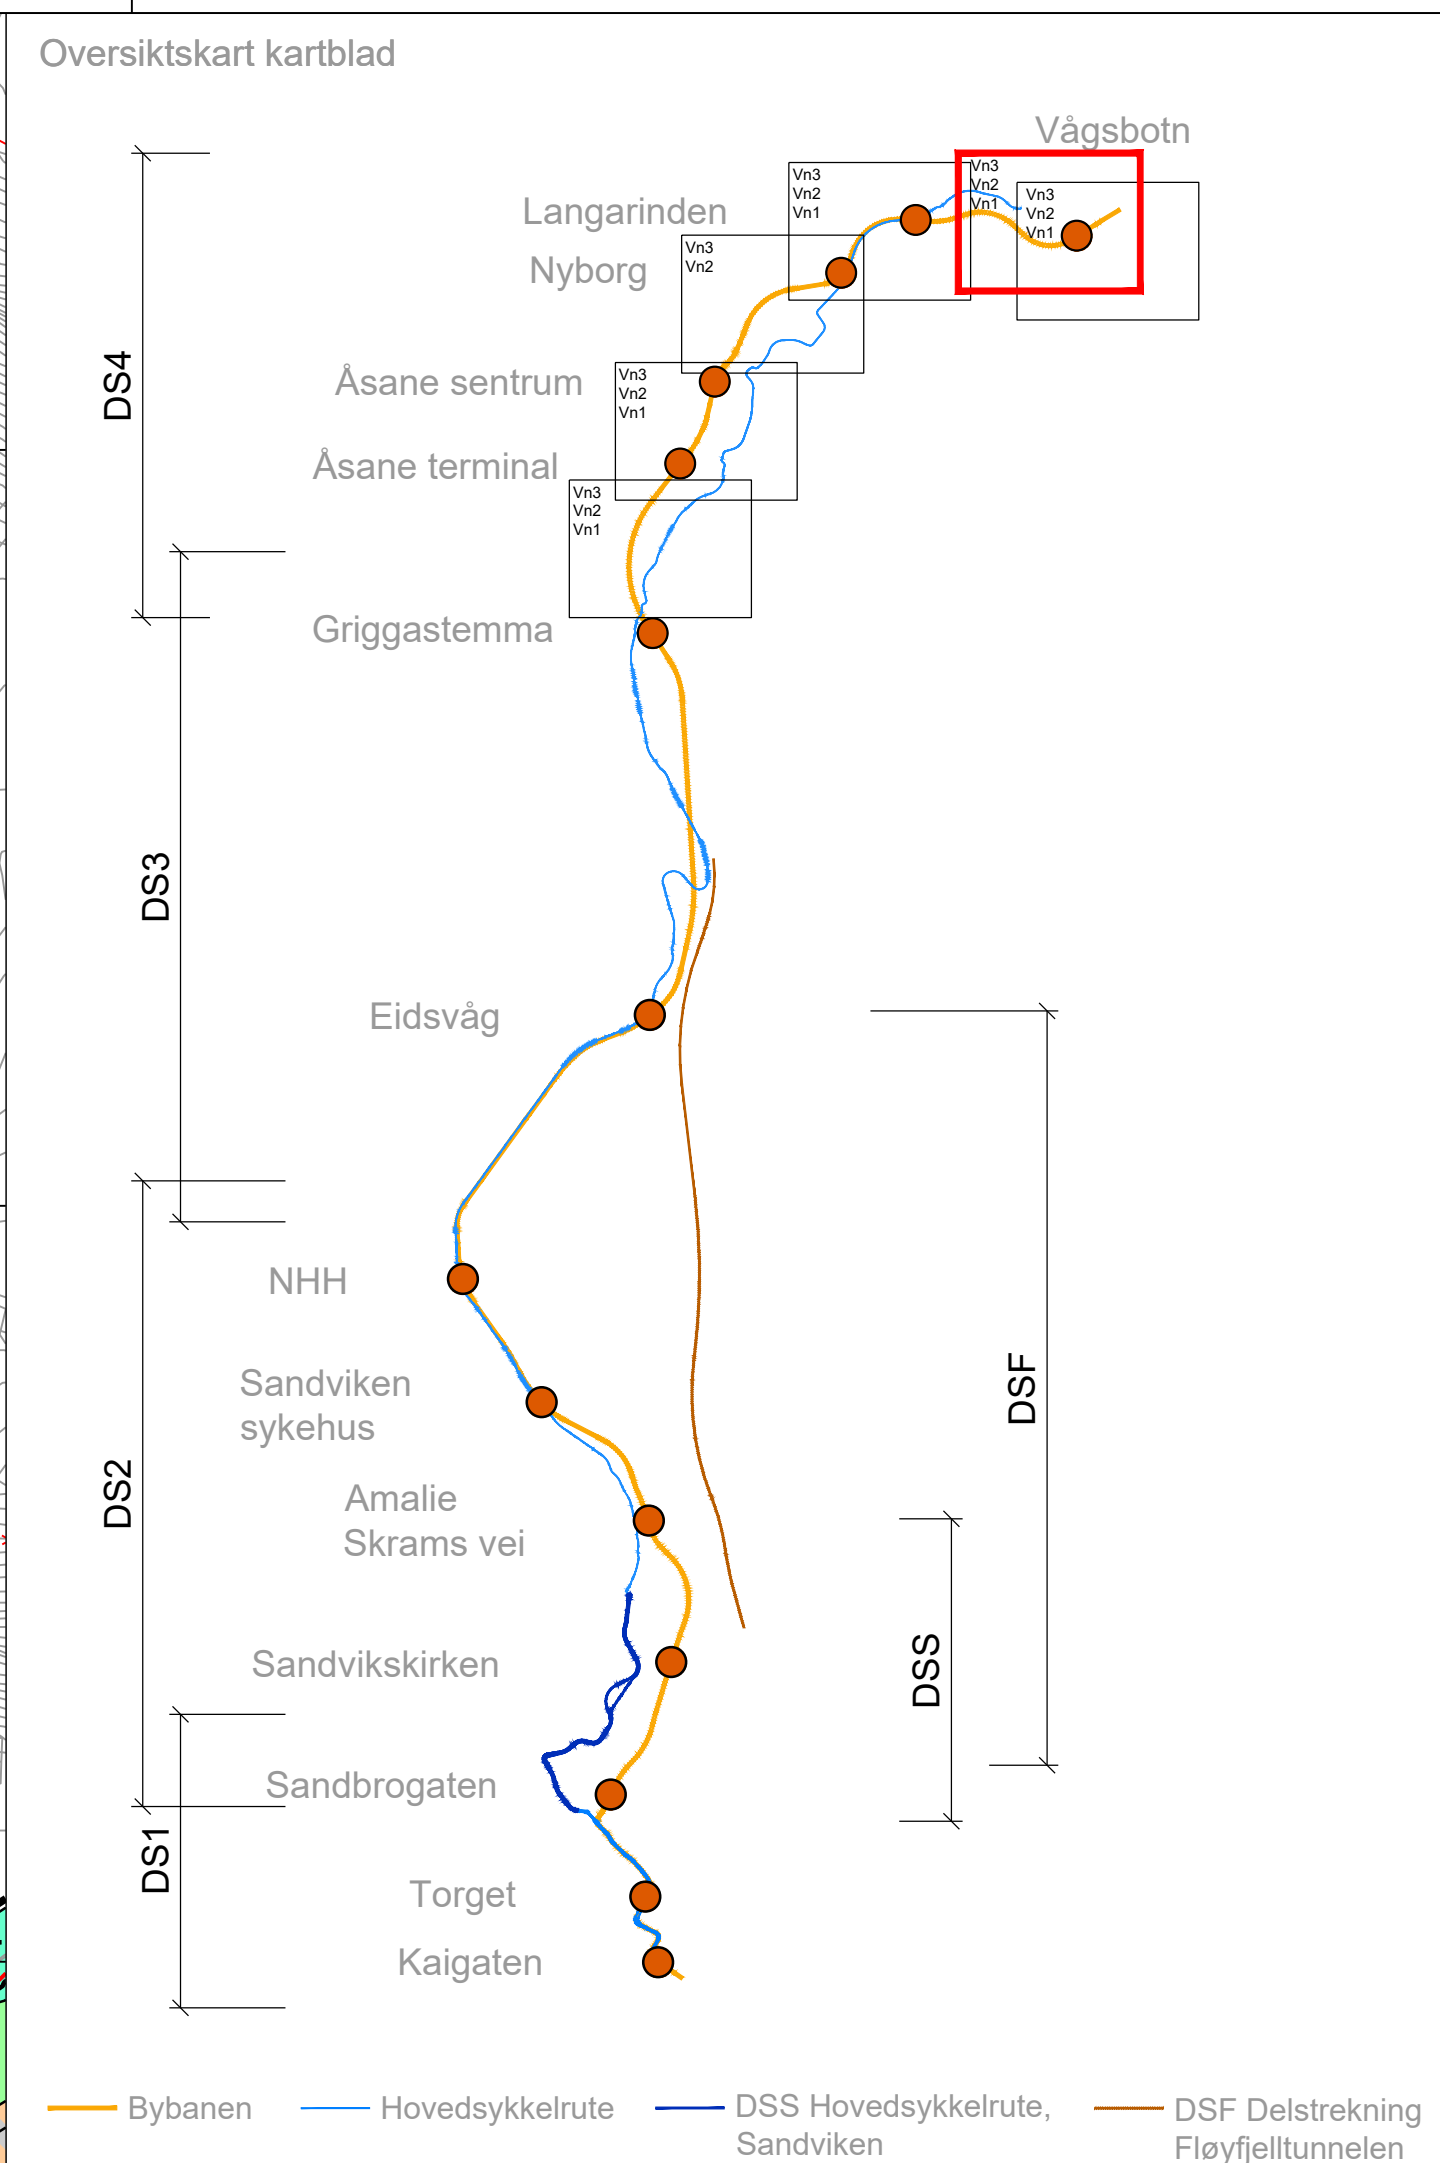 Oversiktskart kartblad
Vågsbotn
Vn3
Vn2
Vn1
Vn3
Vn2
Vn1
Vn3
Vn2
Vn1
Langarinden
Vn3
Vn2
Nyborg
DS4
Åsane sentrum
Vn3
Vn2
Vn1
Åsane terminal
Vn3
Vn2
Vn1
Griggastemma
DS3
Eidsvåg
NHH
Sandviken
sykehus
DSF
DS2
Amalie
Skrams vei
Sandvikskirken
DSS
Sandbrogaten
DS1
Torget
Kaigaten
Bybanen
Hovedsykkelrute
DSS Hovedsykkelrute,
Sandviken
DSF Delstrekning
Fløyfjelltunnelen